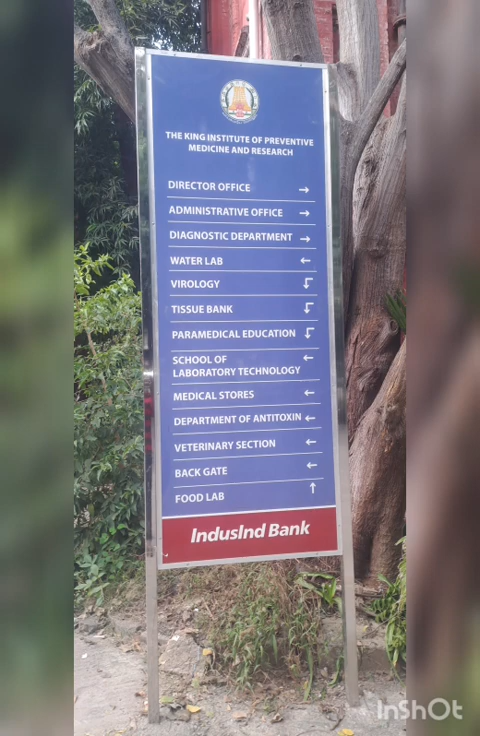 THE KING INSTITUTE OF PREVENTIVE
MEDICINE AND RESEARCH
DIRECTOR OFFICE →
ADMINISTRATIVE OFFICE →
DIAGNOSTIC DEPARTMENT →
WATER LAB ←
VIROLOGY
TISSUE BANK
PARAMEDICAL EDUCATION
SCHOOL OF ←
LABORATORY TECHNOLOGY
MEDICAL STORES ←
DEPARTMENT OF ANTITOXIN ←
VETERINARY SECTION ←
BACK GATE ←
FOOD LAB ↑
IndusInd Bank
InShOt